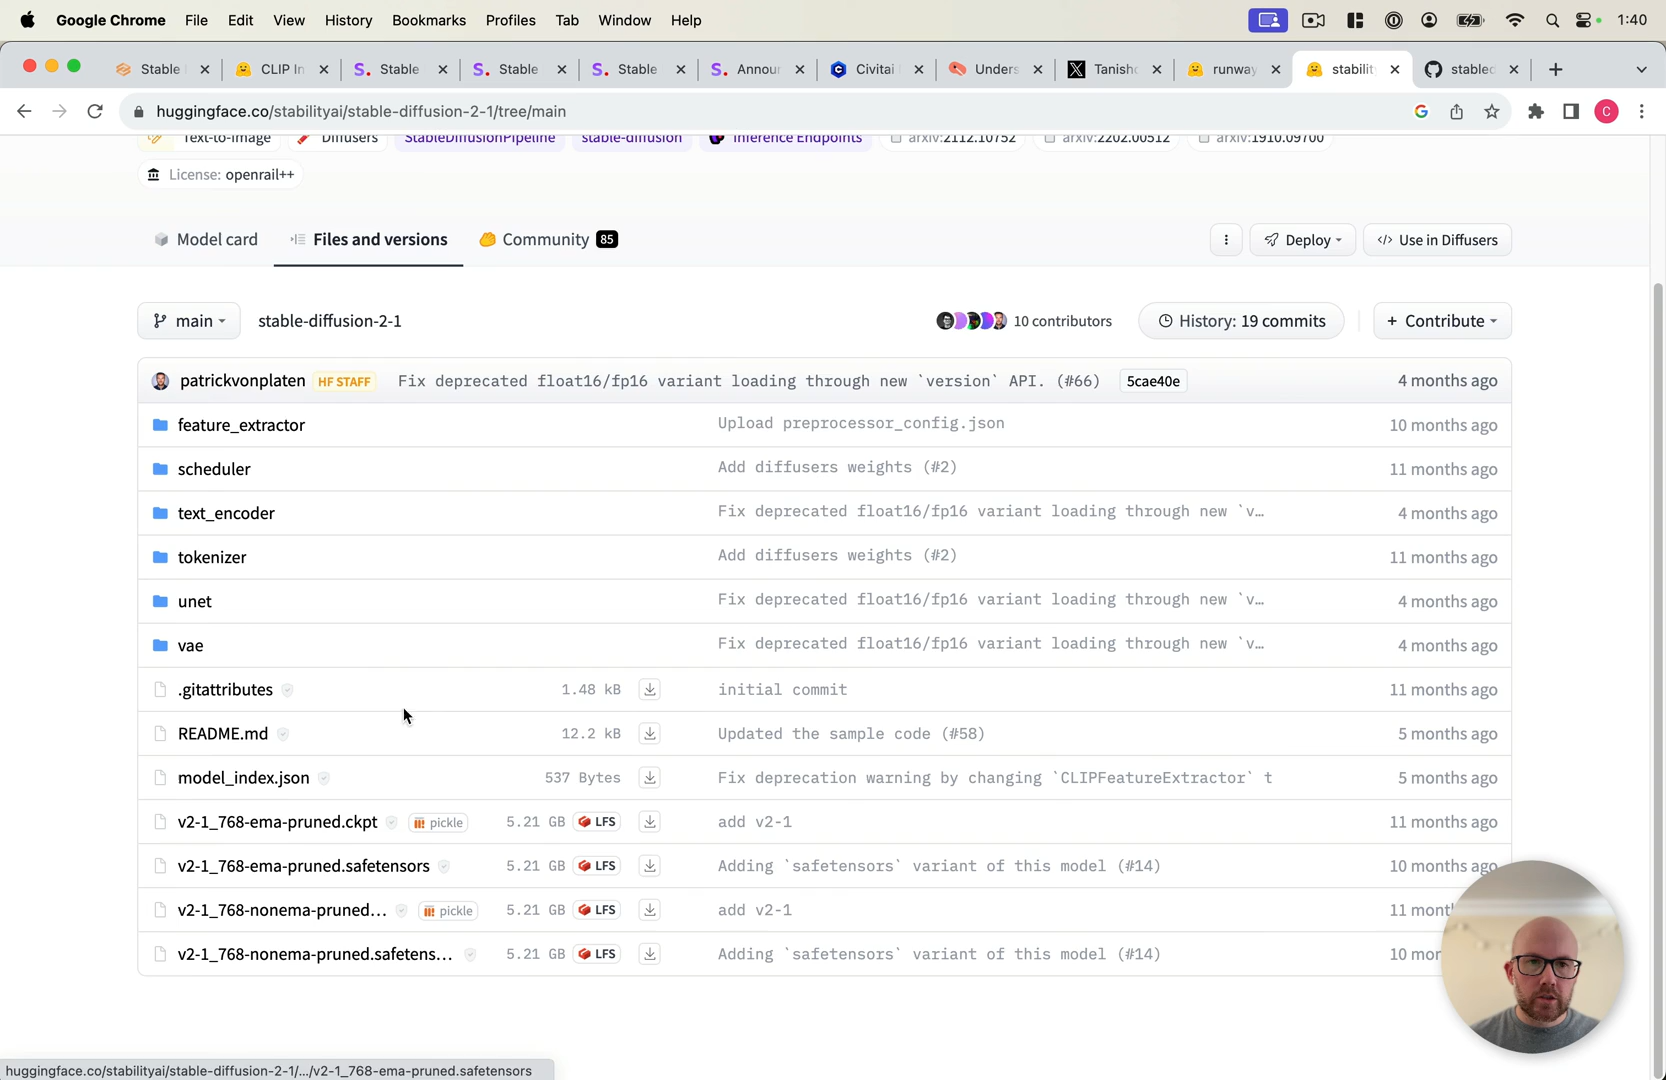 Google Chrome File Edit View History Bookmarks Profiles Tab Window Help 1:40
Stable CLIP In Stable Stable Stable Annour Civitai Unders Tanish runway stabilit stabled
huggingface.co/stabilityai/stable-diffusion-2-1/tree/main C
Text-to-image Diffusers StableDiffusionPipeline stable-diffusion Inference Endpoints arxiv:2112.10752 arxiv:2202.00512 arxiv:1910.09700
License: openrail++
Model card Files and versions Community 85 Deploy </> Use in Diffusers
main stable-diffusion-2-1 10 contributors History: 19 commits + Contribute
patrickvonplaten HF STAFF Fix deprecated float16/fp16 variant loading through new `version` API. (#66) 5cae40e 4 months ago
feature_extractor Upload preprocessor_config.json 10 months ago
scheduler Add diffusers weights (#2) 11 months ago
text_encoder Fix deprecated float16/fp16 variant loading through new `v… 4 months ago
tokenizer Add diffusers weights (#2) 11 months ago
unet Fix deprecated float16/fp16 variant loading through new `v… 4 months ago
vae Fix deprecated float16/fp16 variant loading through new `v… 4 months ago
.gitattributes 1.48 kB initial commit 11 months ago
README.md 12.2 kB Updated the sample code (#58) 5 months ago
model_index.json 537 Bytes Fix deprecation warning by changing `CLIPFeatureExtractor` t 5 months ago
v2-1_768-ema-pruned.ckpt pickle 5.21 GB LFS add v2-1 11 months ago
v2-1_768-ema-pruned.safetensors 5.21 GB LFS Adding `safetensors` variant of this model (#14) 10 months ago
v2-1_768-nonema-pruned… pickle 5.21 GB LFS add v2-1 11 mont
v2-1_768-nonema-pruned.safetens… 5.21 GB LFS Adding `safetensors` variant of this model (#14) 10 mor
huggingface.co/stabilityai/stable-diffusion-2-1/…/v2-1_768-ema-pruned.safetensors